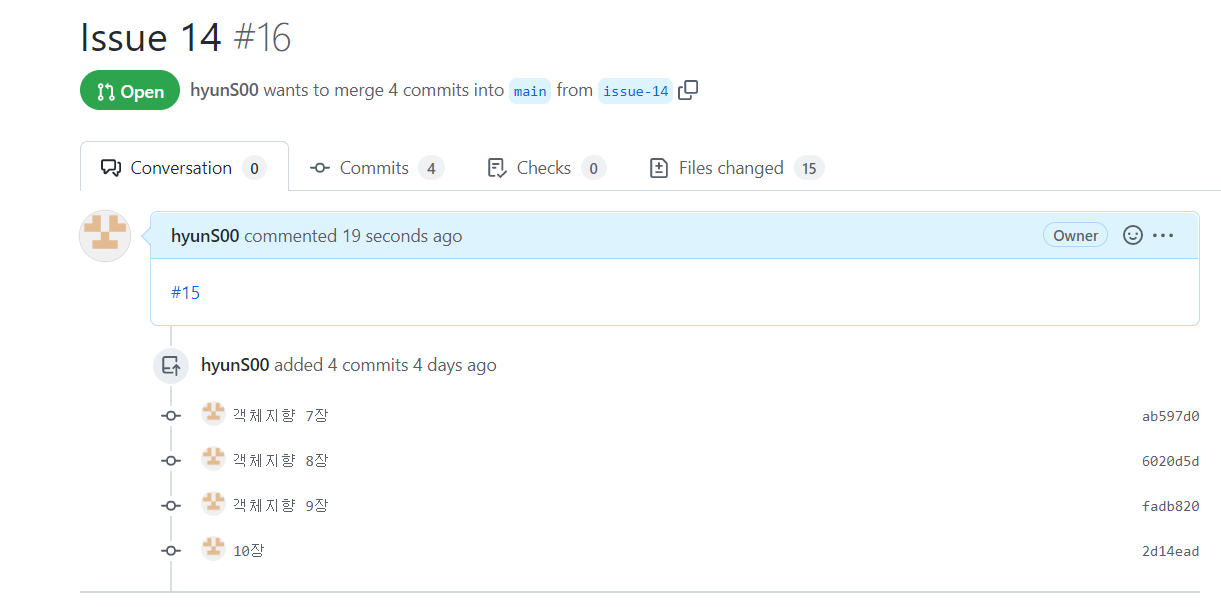 Issue 14 #16
Open hyunS00 wants to merge 4 commits into main from issue-14
Conversation 0 Commits 4 Checks 0 Files changed 15
hyunS00 commented 19 seconds ago Owner
#15
hyunS00 added 4 commits 4 days ago
객체지향 7장 ab597d0
객체지향 8장 6020d5d
객체지향 9장 fadb820
10장 2d14ead